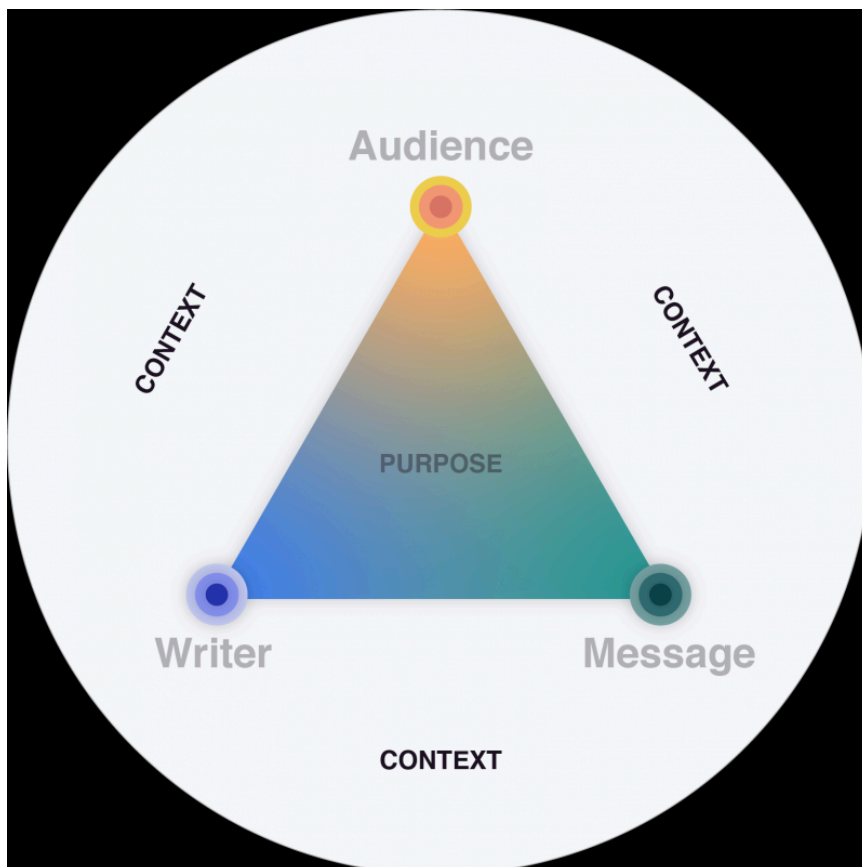 Audience
CONTEXT
CONTEXT
PURPOSE
Writer
Message
CONTEXT